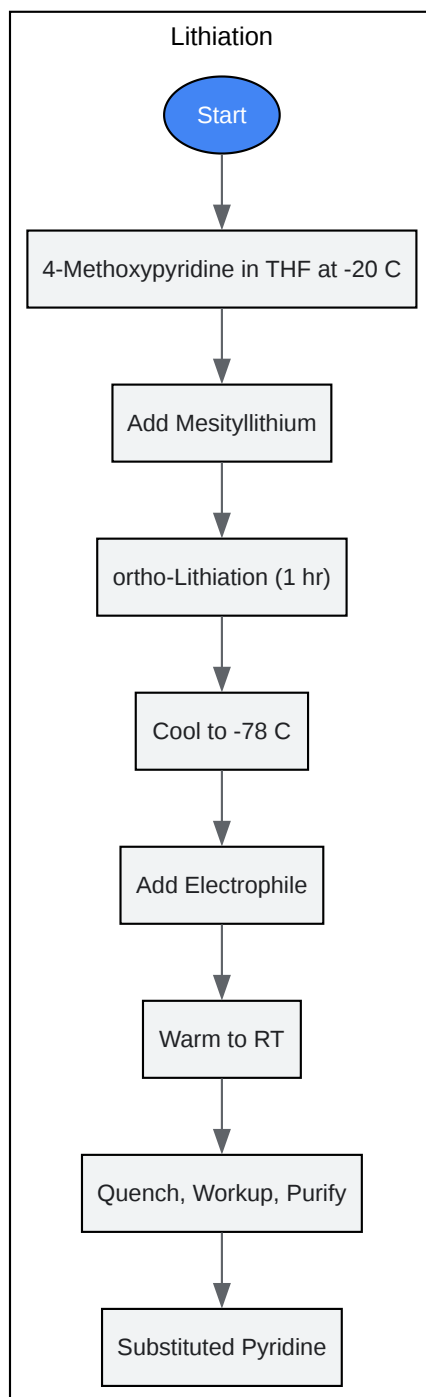 Lithiation
Start
4-Methoxypyridine in THF at -20 C
Add Mesityllithium
ortho-Lithiation (1 hr)
Cool to -78 C
Add Electrophile
Warm to RT
Quench, Workup, Purify
Substituted Pyridine